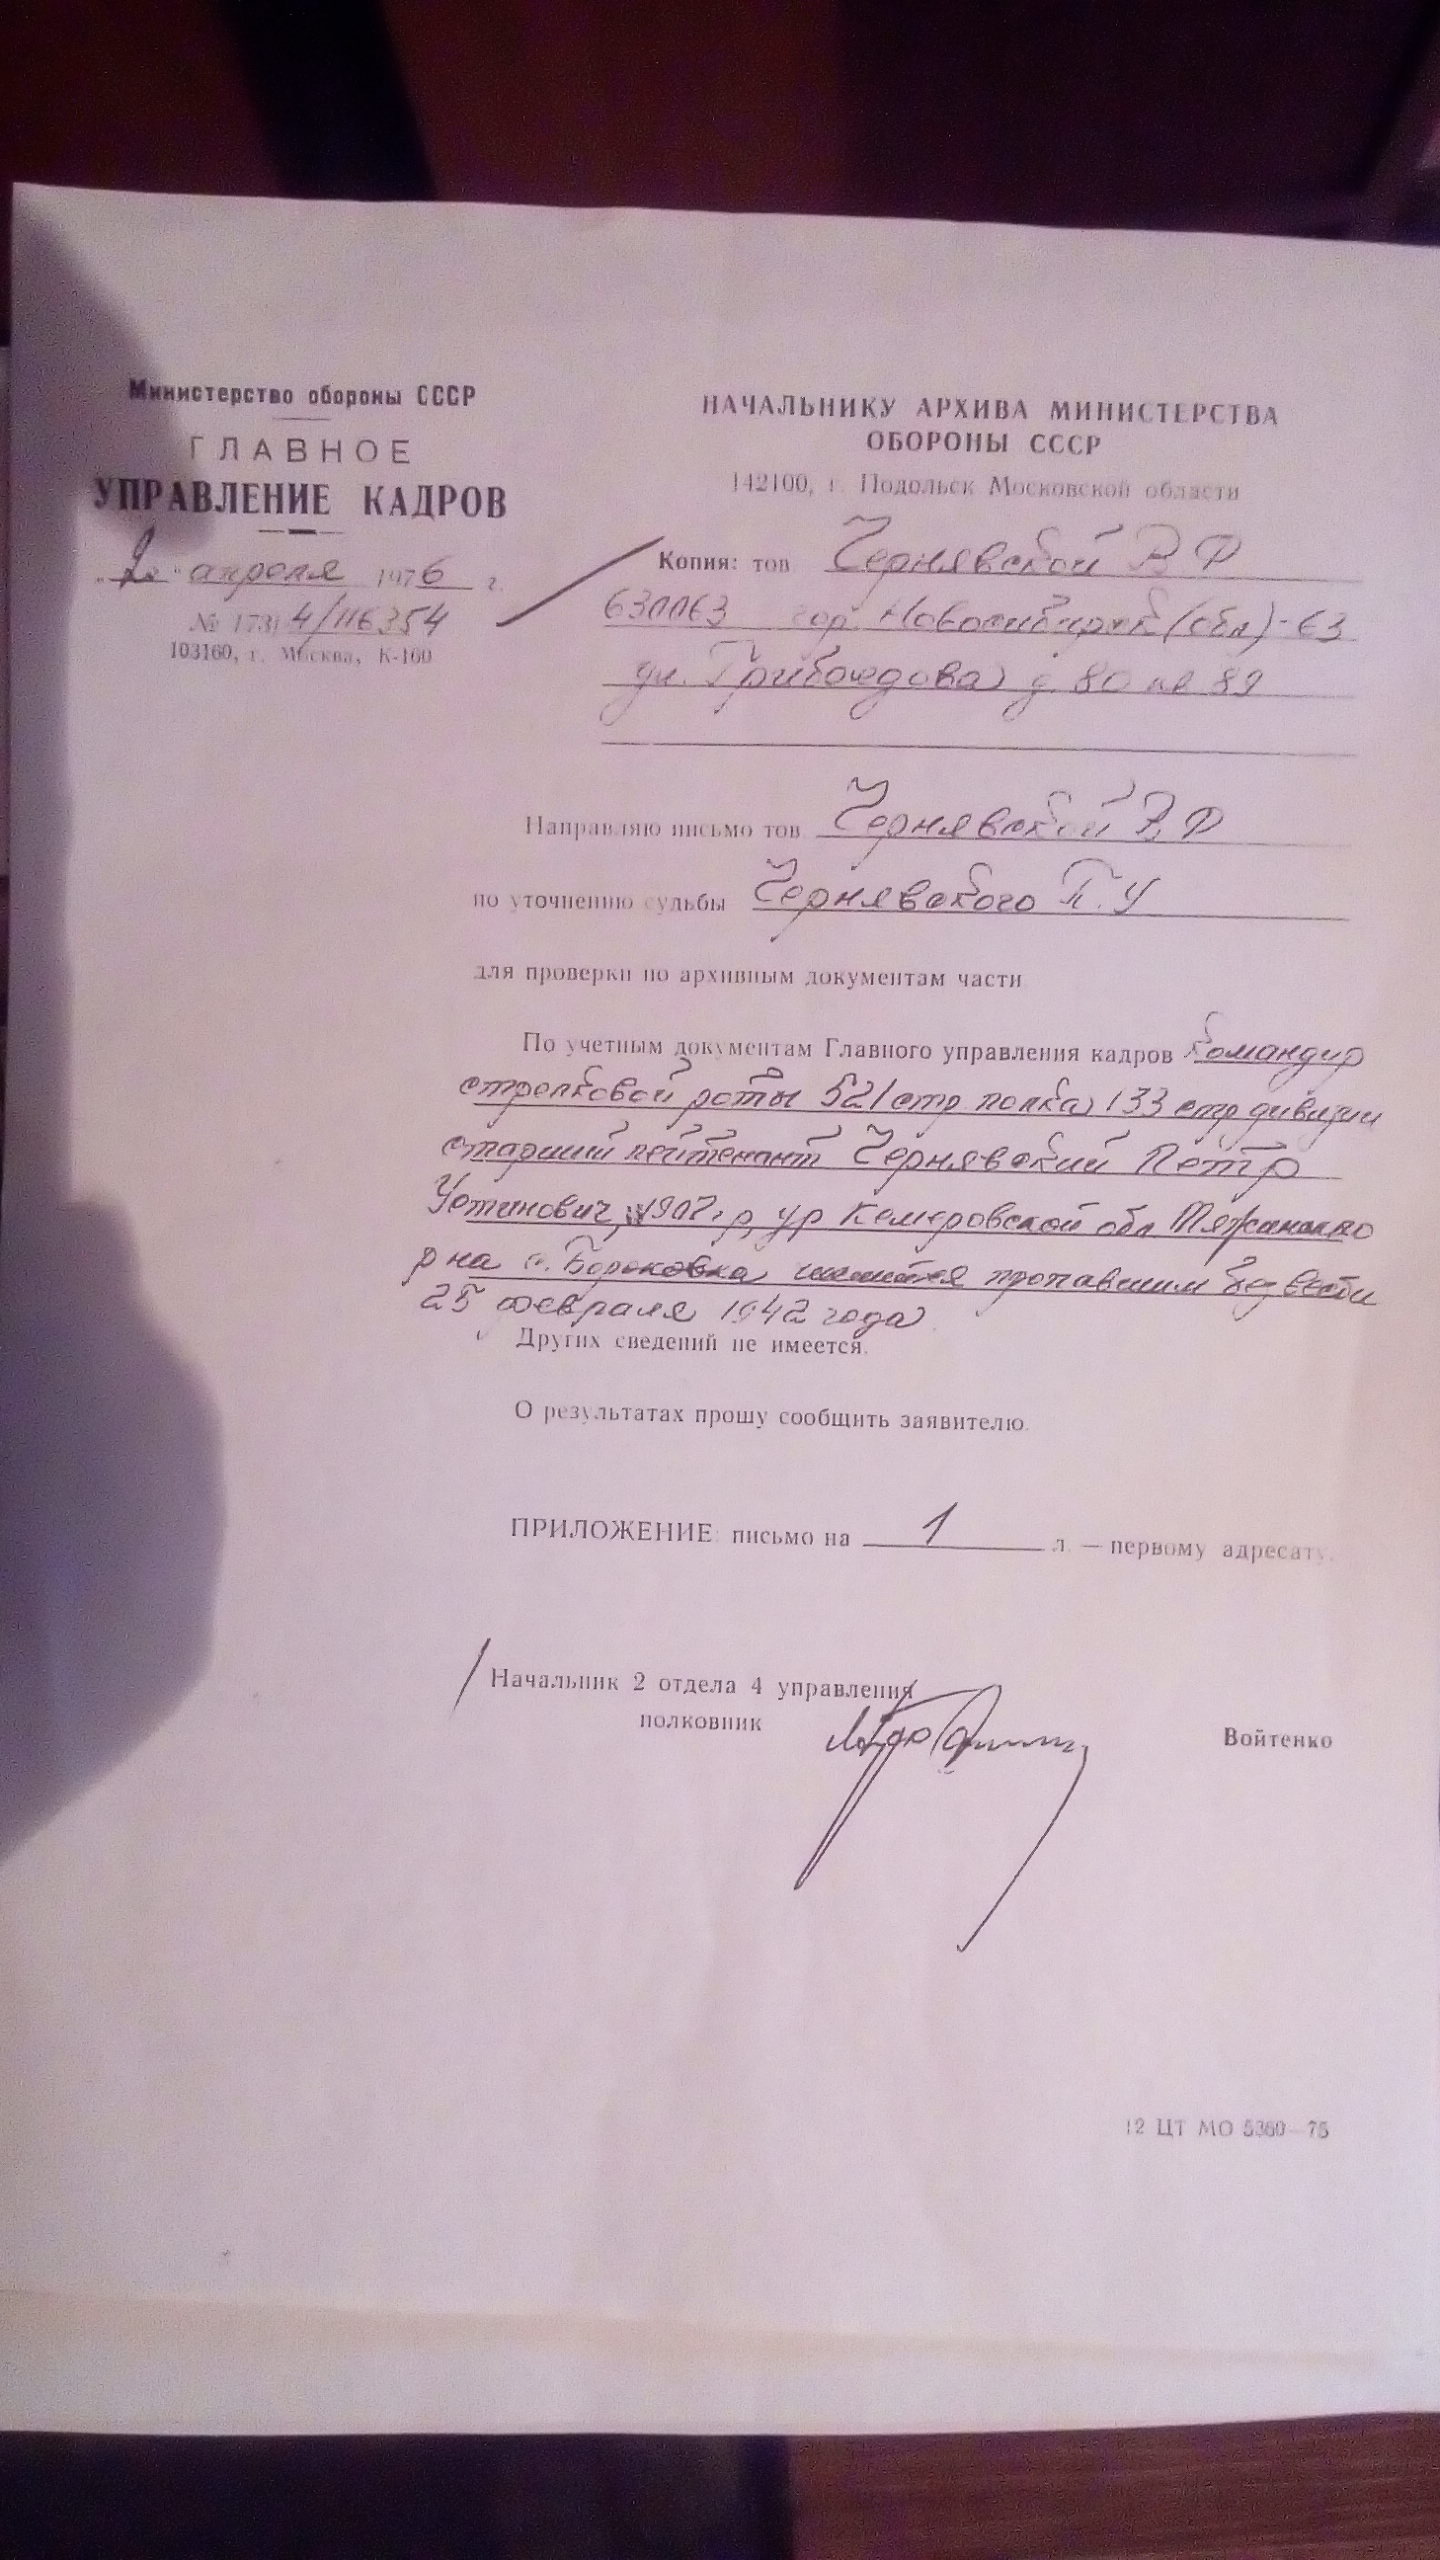 Министерство обороны СССР
ГЛАВНОЕ
УПРАВЛЕНИЕ КАДРОВ
"2" апреля 1976 г.
№ 173/4/116354
103160, г. Москва, К-160
НАЧАЛЬНИКУ АРХИВА МИНИСТЕРСТВА
ОБОРОНЫ СССР
142100, г. Подольск Московской области
Копия: тов Чернявской В Ф
630063 гор. Новосибирск (обл)-63
ул. Грибоедова д. 80 кв 89
Направляю письмо тов Чернявской В. Ф
по уточнению судьбы Чернявского П. У
для проверки по архивным документам части
По учетным документам Главного управления кадров Командир
стрелковой роты 521 стр полка 133 стр дивизии
старший лейтенант Чернявский Петр
Устинович, 1907 г р, ур Кемеровской обл Тяжинского
р на с. числится пропавшим без вести
25 февраля 1942 года.
Других сведений не имеется.
О результатах прошу сообщить заявителю.
ПРИЛОЖЕНИЕ: письмо на 1 л. — первому адресату.
Начальник 2 отдела 4 управления
полковник Войтенко
12 ЦТ МО 5360—75